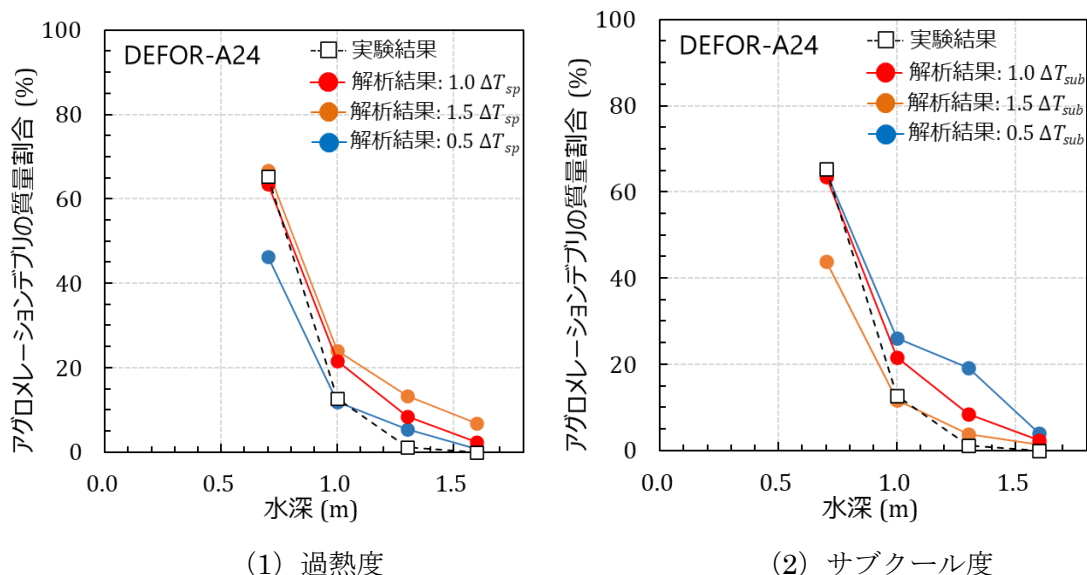 アグロメレーションデブリの質量割合 (%)
100
80
60
40
20
0
DEFOR-A24
実験結果
解析結果: 1.0 ΔTsp
解析結果: 1.5 ΔTsp
解析結果: 0.5 ΔTsp
0.0 0.5 1.0 1.5
水深 (m)
(1) 過熱度
アグロメレーションデブリの質量割合 (%)
100
80
60
40
20
0
DEFOR-A24
実験結果
解析結果: 1.0 ΔTsub
解析結果: 1.5 ΔTsub
解析結果: 0.5 ΔTsub
0.0 0.5 1.0 1.5
水深 (m)
(2) サブクール度